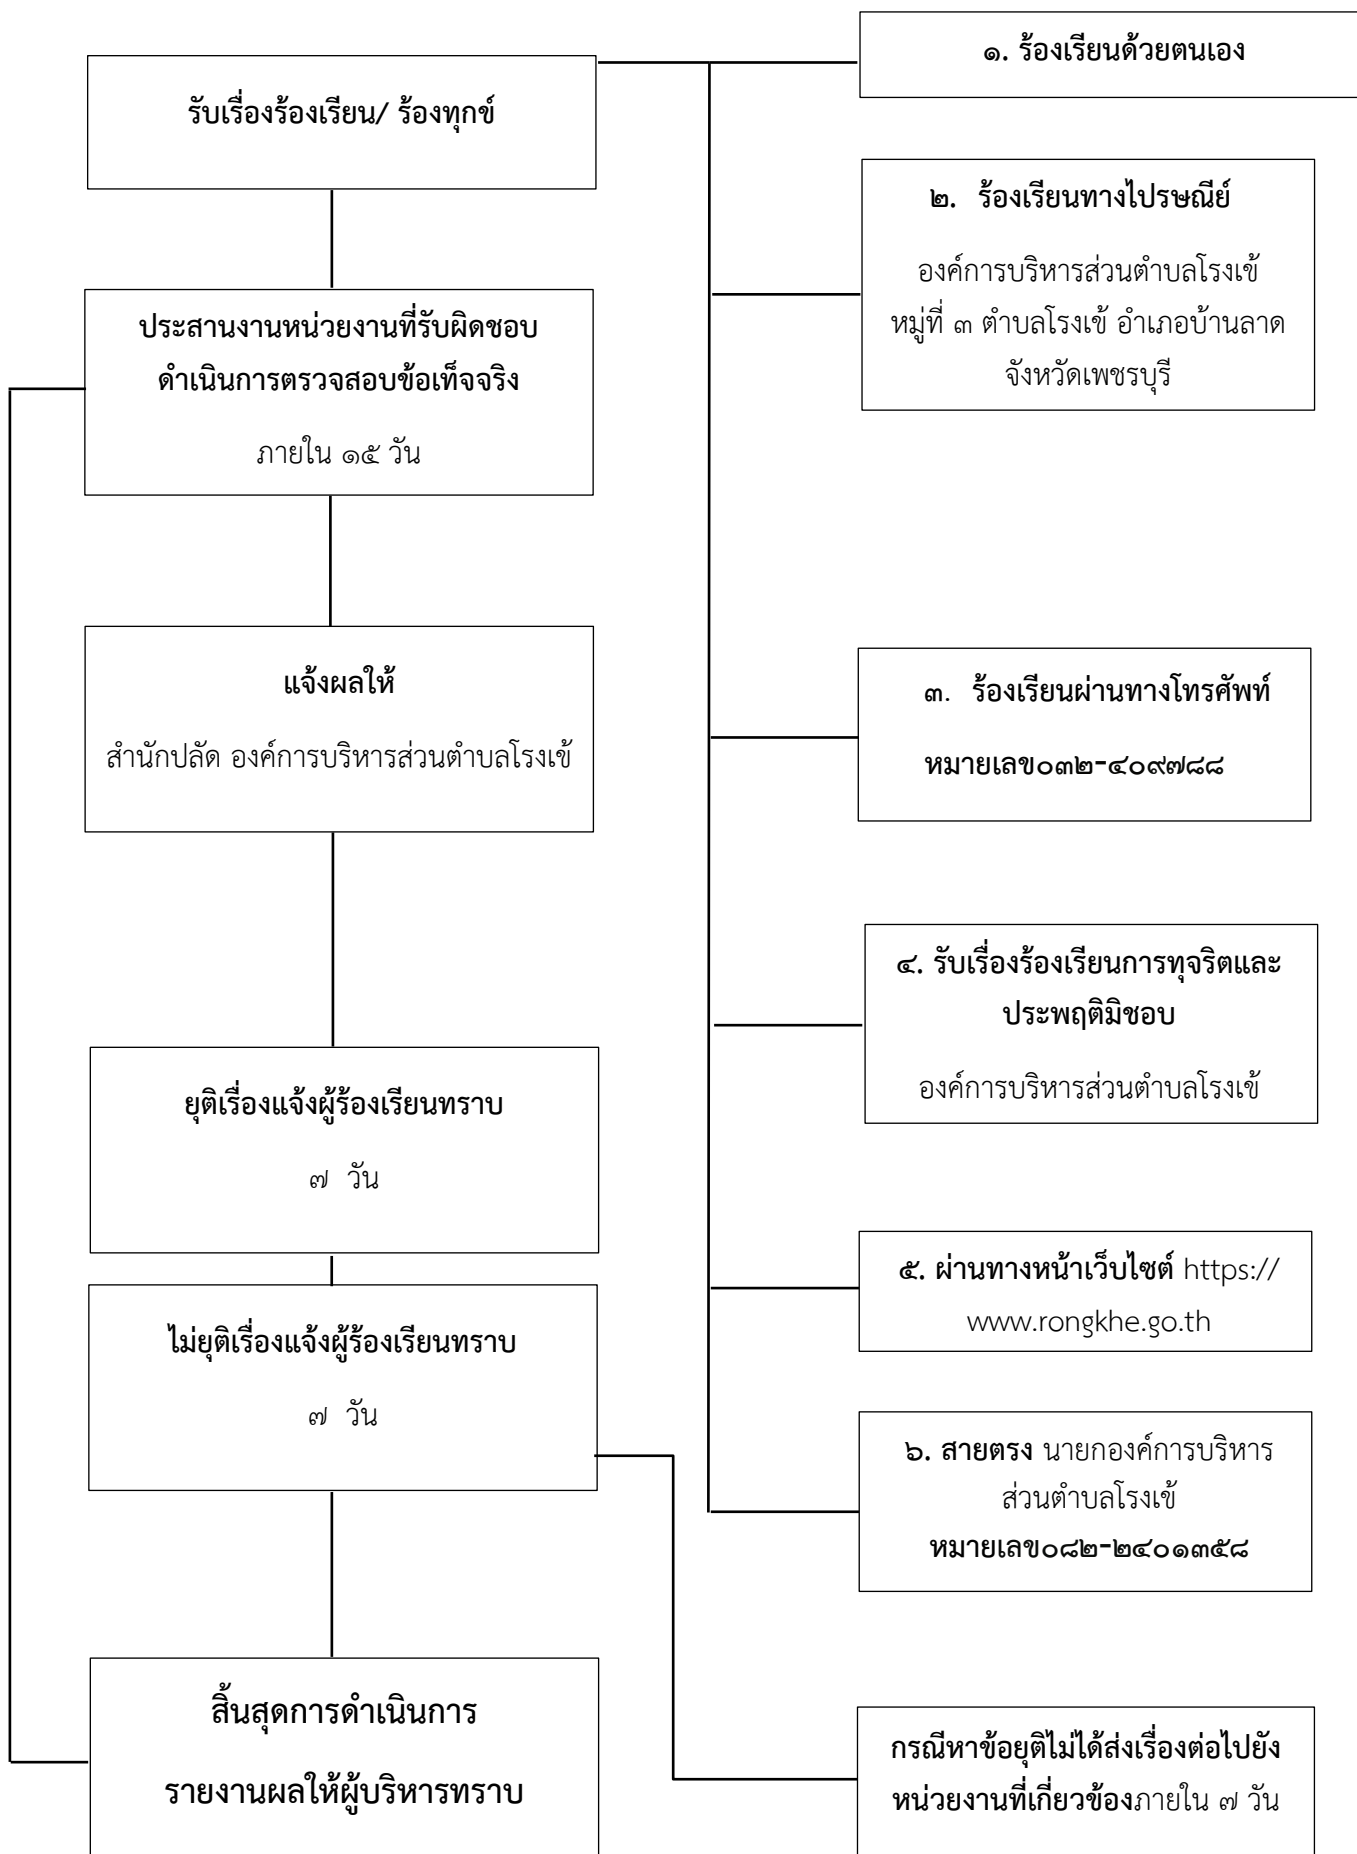 รับเรื่องร้องเรียน/ ร้องทุกข์
ประสานงานหน่วยงานที่รับผิดชอบ
ดำเนินการตรวจสอบข้อเท็จจริง
ภายใน ๑๕ วัน
แจ้งผลให้
สำนักปลัด องค์การบริหารส่วนตำบลโรงเข้
ยุติเรื่องแจ้งผู้ร้องเรียนทราบ
๗ วัน
ไม่ยุติเรื่องแจ้งผู้ร้องเรียนทราบ
๗ วัน
สิ้นสุดการดำเนินการ
รายงานผลให้ผู้บริหารทราบ
๑. ร้องเรียนด้วยตนเอง
๒. ร้องเรียนทางไปรษณีย์
องค์การบริหารส่วนตำบลโรงเข้
หมู่ที่ ๓ ตำบลโรงเข้ อำเภอบ้านลาด
จังหวัดเพชรบุรี
๓. ร้องเรียนผ่านทางโทรศัพท์
หมายเลข๐๓๒-๔๐๙๗๘๘
๔. รับเรื่องร้องเรียนการทุจริตและ
ประพฤติมิชอบ
องค์การบริหารส่วนตำบลโรงเข้
๕. ผ่านทางหน้าเว็บไซต์ https://
www.rongkhe.go.th
๖. สายตรง นายกองค์การบริหาร
ส่วนตำบลโรงเข้
หมายเลข๐๘๒-๒๔๐๑๓๕๘
กรณีหาข้อยุติไม่ได้ส่งเรื่องต่อไปยัง
หน่วยงานที่เกี่ยวข้องภายใน ๗ วัน